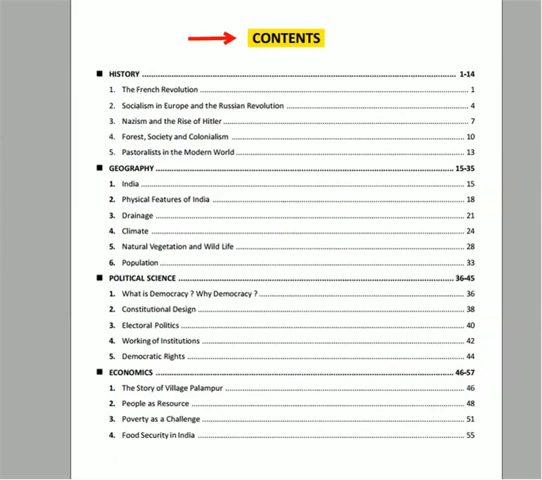 CONTENTS
■ HISTORY ........ 1-14
1. The French Revolution ........ 1
2. Socialism in Europe and the Russian Revolution ........ 4
3. Nazism and the Rise of Hitler ........ 7
4. Forest, Society and Colonialism ........ 10
5. Pastoralists in the Modern World ........ 13
■ GEOGRAPHY ........ 15-35
1. India ........ 15
2. Physical Features of India ........ 18
3. Drainage ........ 21
4. Climate ........ 24
5. Natural Vegetation and Wild Life ........ 28
6. Population ........ 33
■ POLITICAL SCIENCE ........ 36-45
1. What is Democracy ? Why Democracy ? ........ 36
2. Constitutional Design ........ 38
3. Electoral Politics ........ 40
4. Working of Institutions ........ 42
5. Democratic Rights ........ 44
■ ECONOMICS ........ 46-57
1. The Story of Village Palampur ........ 46
2. People as Resource ........ 48
3. Poverty as a Challenge ........ 51
4. Food Security in India ........ 55